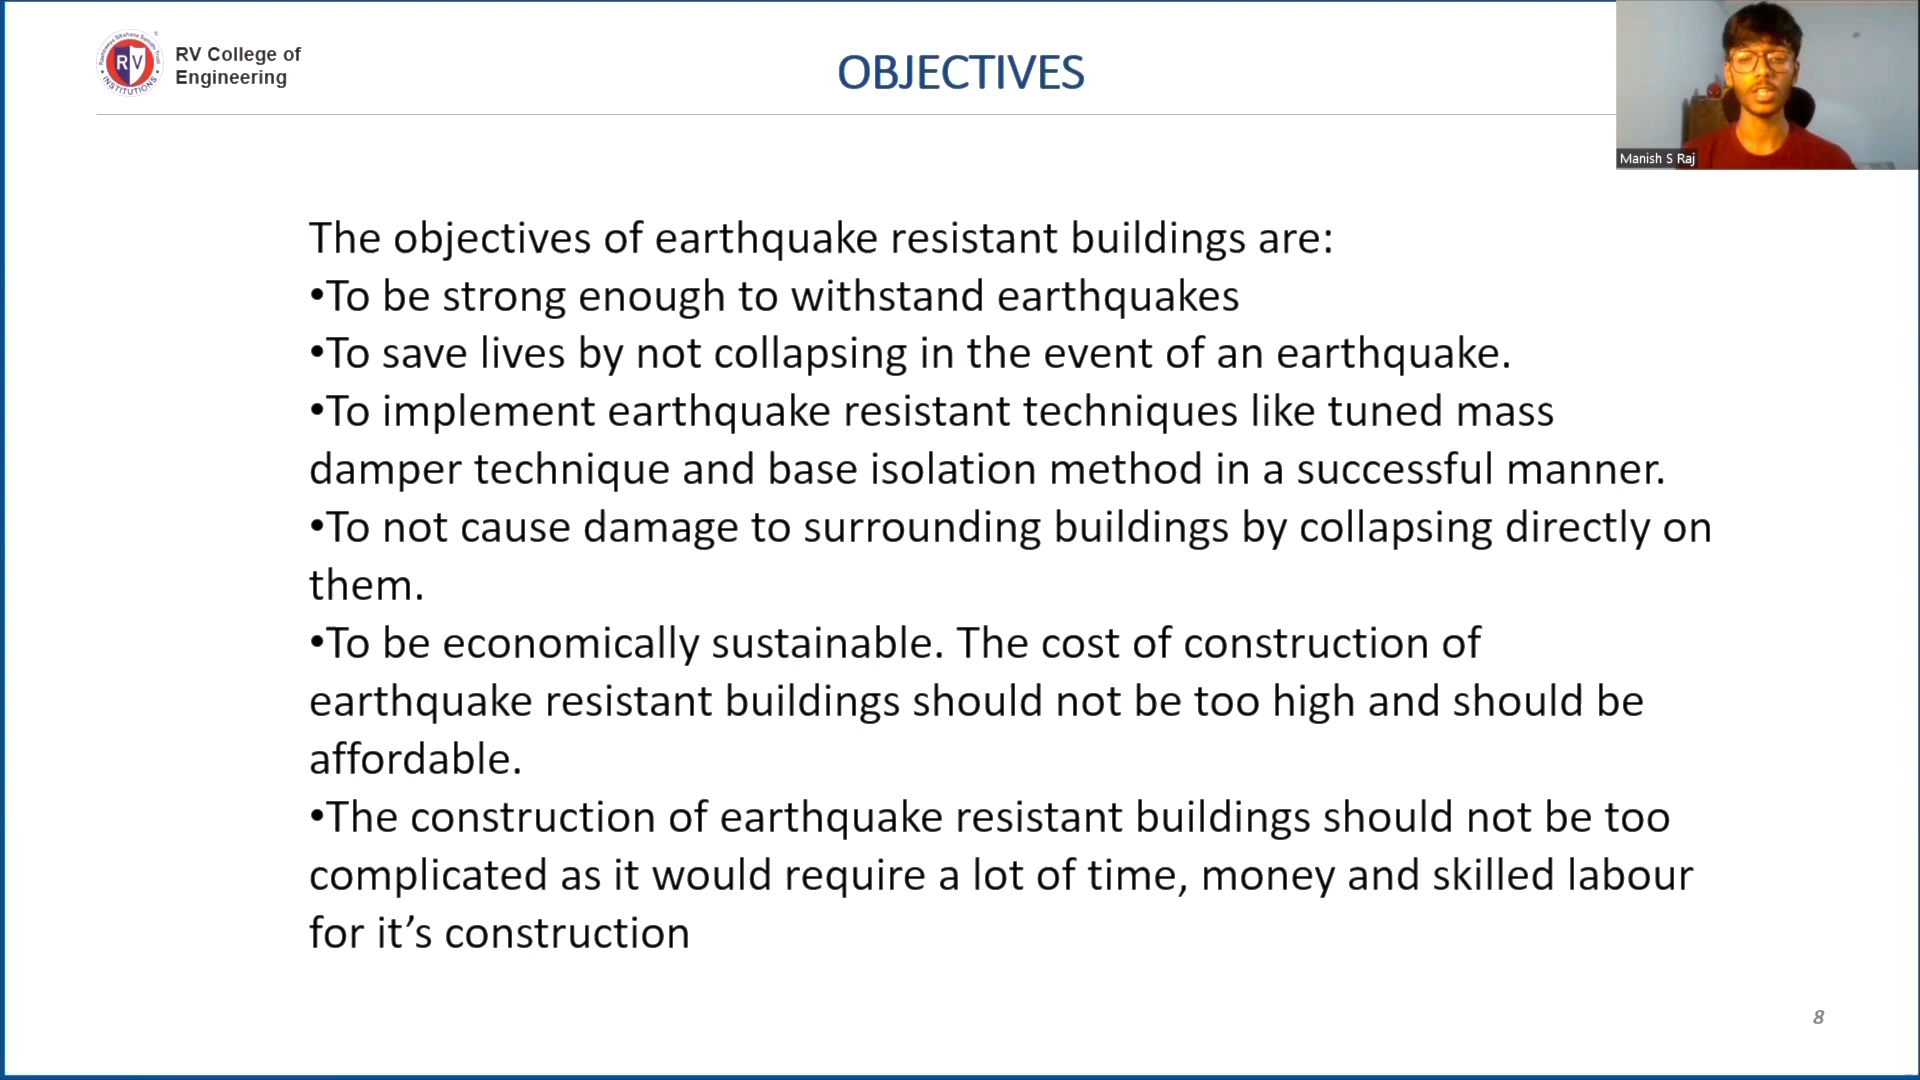 RV College of
Engineering
OBJECTIVES
RV
INSTITUTIONS
Manish S Raj
The objectives of earthquake resistant buildings are:
•To be strong enough to withstand earthquakes
•To save lives by not collapsing in the event of an earthquake.
•To implement earthquake resistant techniques like tuned mass
damper technique and base isolation method in a successful manner.
•To not cause damage to surrounding buildings by collapsing directly on
them.
•To be economically sustainable. The cost of construction of
earthquake resistant buildings should not be too high and should be
affordable.
•The construction of earthquake resistant buildings should not be too
complicated as it would require a lot of time, money and skilled labour
for it’s construction
8